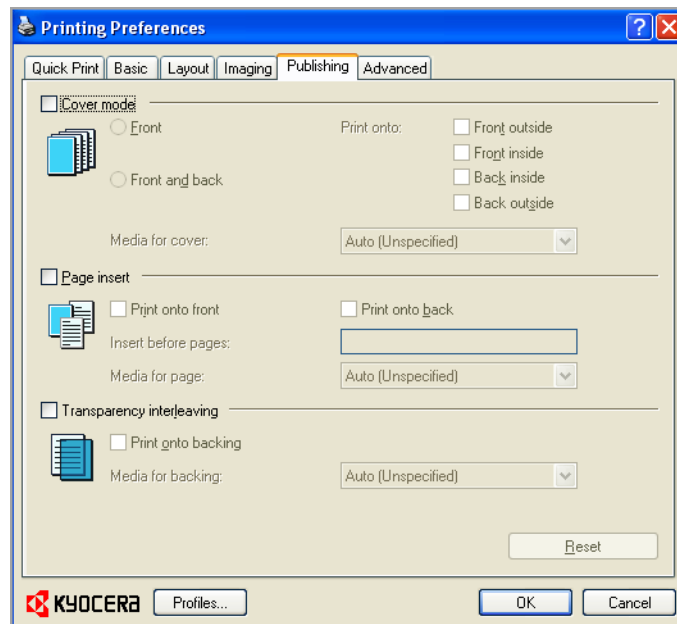 Printing Preferences
Quick Print Basic Layout Imaging Publishing Advanced
Cover mode
Front Print onto: Front outside
Front inside
Front and back Back inside
Back outside
Media for cover: Auto (Unspecified)
Page insert
Print onto front Print onto back
Insert before pages:
Media for page: Auto (Unspecified)
Transparency interleaving
Print onto backing
Media for backing: Auto (Unspecified)
Reset
KYOCERA Profiles... OK Cancel